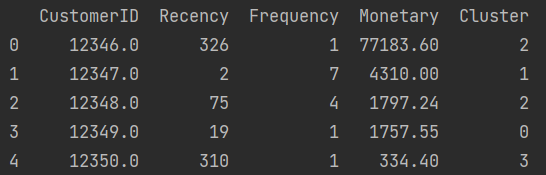 CustomerID Recency Frequency Monetary Cluster
0 12346.0 326 1 77183.60 2
1 12347.0 2 7 4310.00 1
2 12348.0 75 4 1797.24 2
3 12349.0 19 1 1757.55 0
4 12350.0 310 1 334.40 3